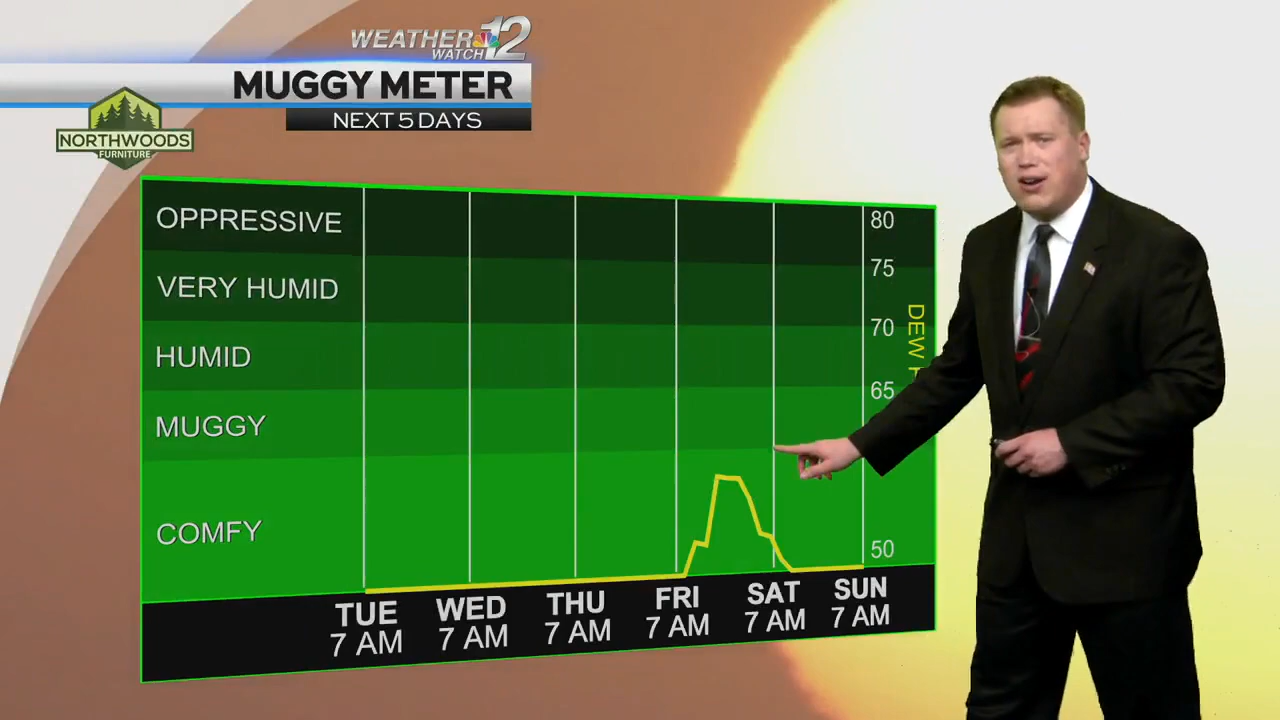 WEATHER
WATCH 12
MUGGY METER
NEXT 5 DAYS
NORTHWOODS
FURNITURE
OPPRESSIVE
VERY HUMID
HUMID
MUGGY
COMFY
80
75
70
65
50
DEW
TUE WED THU FRI SAT SUN
7 AM 7 AM 7 AM 7 AM 7 AM 7 AM